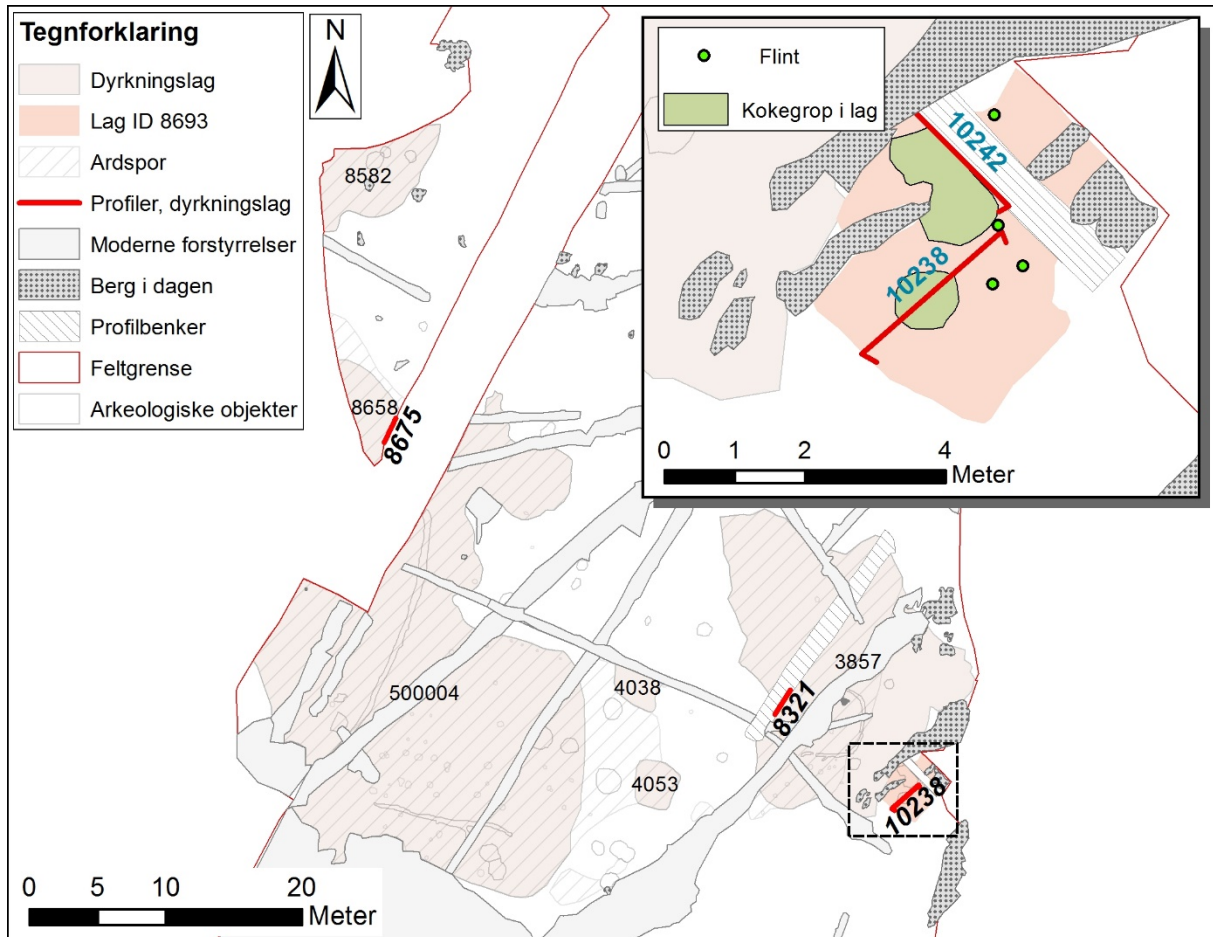 Tegnforklaring
Dyrkningslag
Lag ID 8693
Ardspor
Profiler, dyrkningslag
Moderne forstyrrelser
Berg i dagen
Profilbenker
Feltgrense
Arkeologiske objekter
N
Flint
Kokegrop i lag
10242
10238
0 1 2 4
Meter
8582
8658
8675
500004
4038
4053
3857
8321
10238
0 5 10 20
Meter